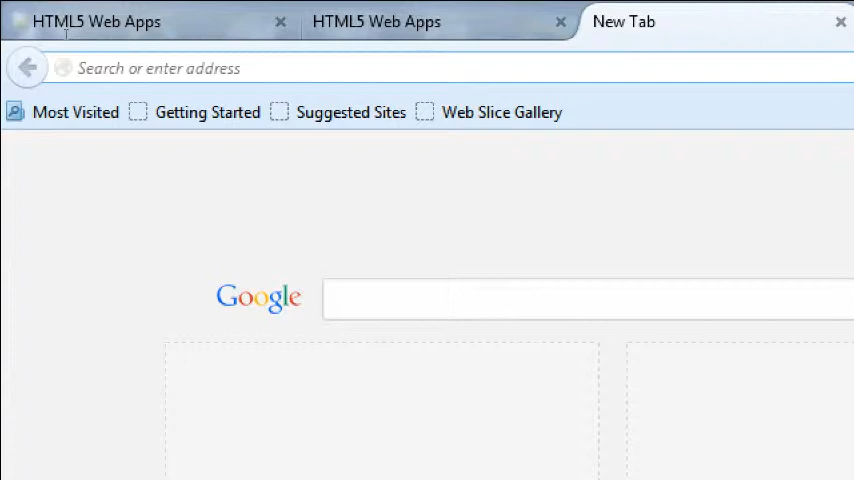 HTML5 Web Apps HTML5 Web Apps New Tab
Search or enter address
Most Visited Getting Started Suggested Sites Web Slice Gallery
Google